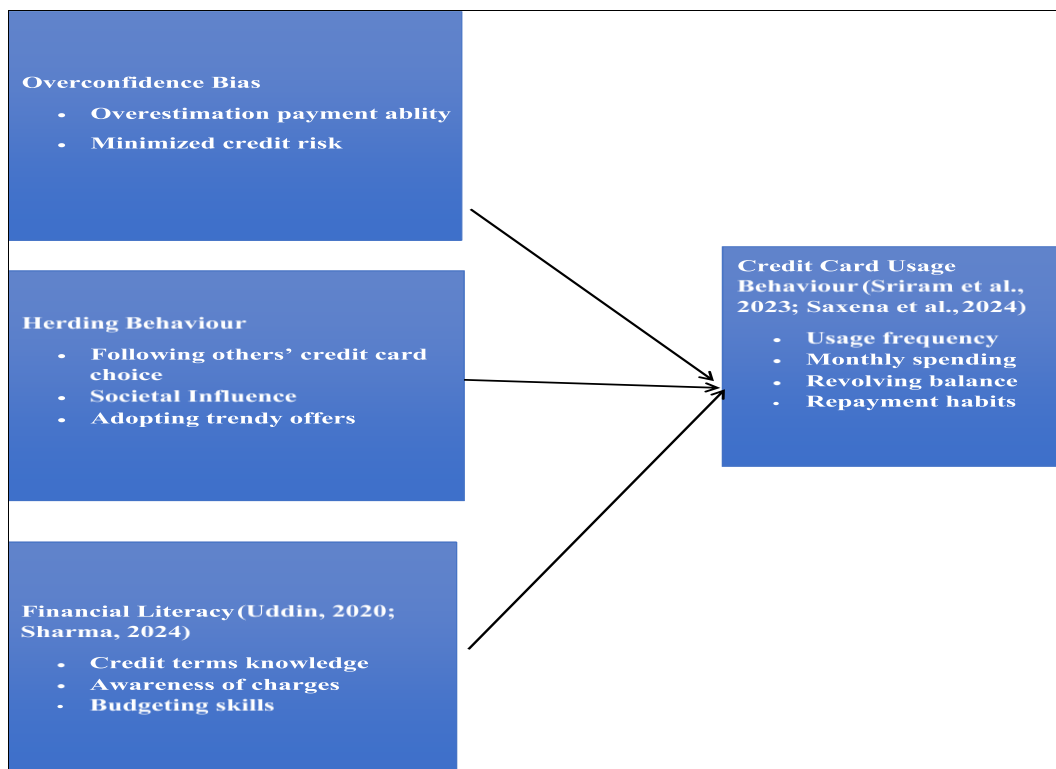 Overconfidence Bias
• Overestimation payment ablity
• Minimized credit risk
Herding Behaviour
• Following others’ credit card
choice
• Societal Influence
• Adopting trendy offers
Financial Literacy (Uddin, 2020;
Sharma, 2024)
• Credit terms knowledge
• Awareness of charges
• Budgeting skills
Credit Card Usage
Behaviour (Sriram et al.,
2023; Saxena et al., 2024)
• Usage frequency
• Monthly spending
• Revolving balance
• Repayment habits